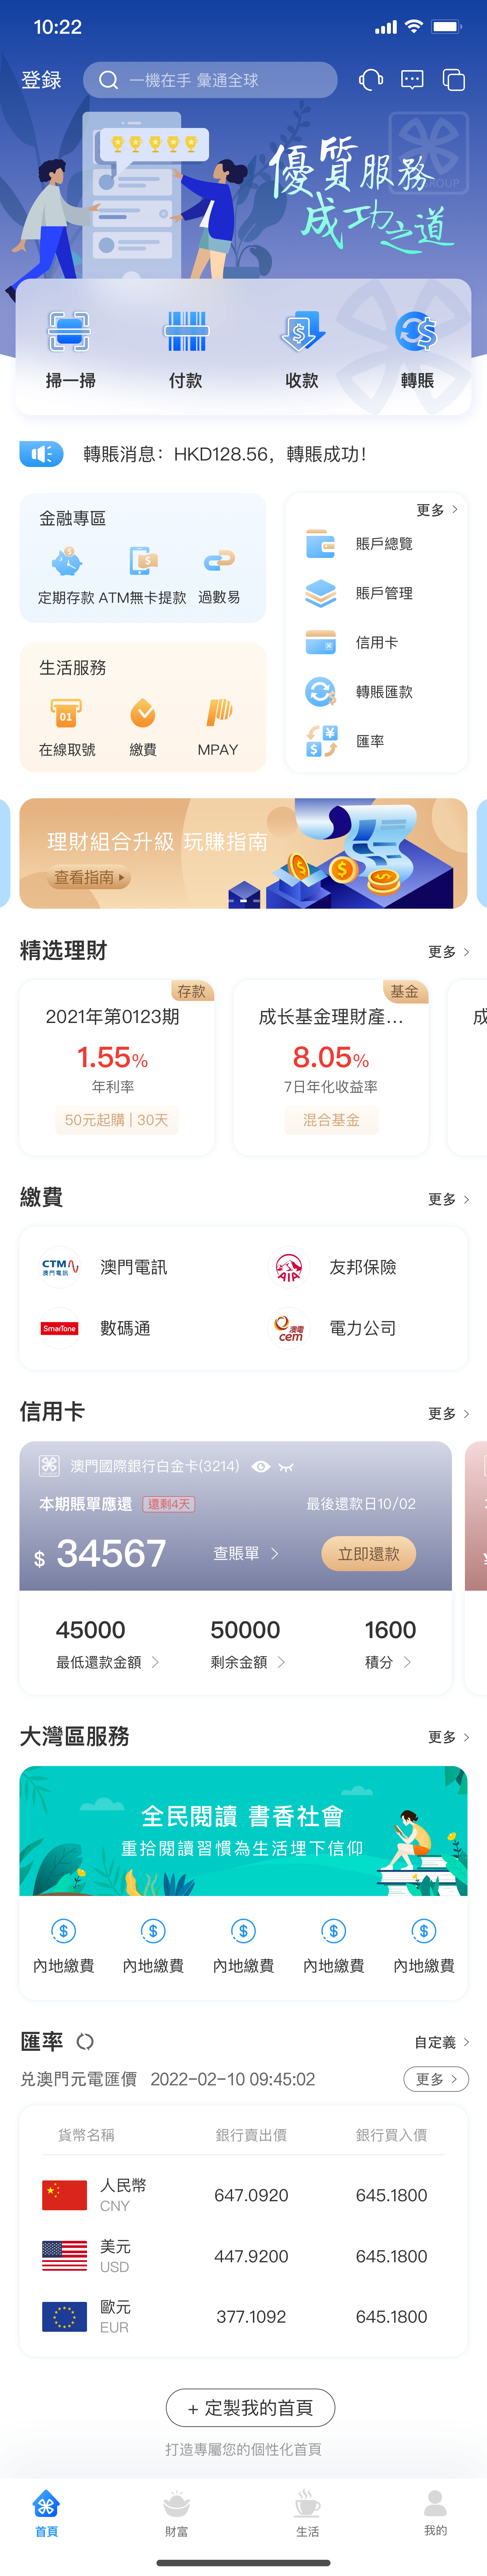 10:22
登録
一機在手 彙通全球
優質服務
GROUP
成功之道
掃一掃
付款
收款
轉賬
轉賬消息：HKD128.56，轉賬成功！
金融專區
定期存款
ATM無卡提款
過數易
更多
賬戶總覽
賬戶管理
信用卡
轉賬匯款
匯率
生活服務
01
在線取號
繳費
MPAY
理財組合升級 玩賺指南
查看指南
精选理财
更多
存款
2021年第0123期
1.55%
年利率
50元起購 | 30天
基金
成长基金理財產...
8.05%
7日年化收益率
混合基金
成
繳費
更多
CTM
澳門電訊
澳門電訊
AIA
友邦保險
SmarTone
數碼通
澳電
cem
電力公司
信用卡
更多
澳門國際銀行白金卡(3214)
本期賬單應還
還剩4天
最後還款日10/02
$ 34567
查賬單
立即還款
45000
最低還款金額
50000
剩余金額
1600
積分
大灣區服務
更多
全民閱讀 書香社會
重拾閱讀習慣為生活埋下信仰
內地繳費
內地繳費
內地繳費
內地繳費
內地繳費
匯率
自定義
兑澳門元電匯價 2022-02-10 09:45:02
更多
貨幣名稱 銀行賣出價 銀行買入價
人民幣
CNY
647.0920 645.1800
美元
USD
447.9200 645.1800
歐元
EUR
377.1092 645.1800
+ 定製我的首頁
打造專屬您的個性化首頁
首頁
財富
生活
我的